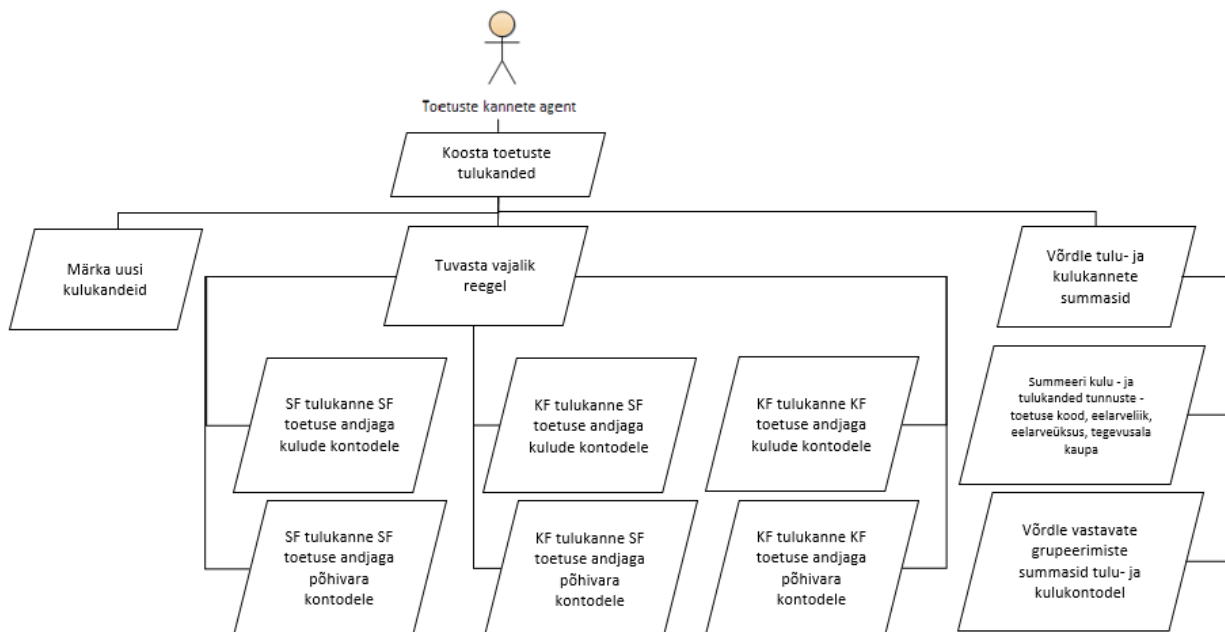 Toetuste kannete agent
Koosta toetuste
tulukanded
Märka uusi
kulukandeid
Tuvasta vajalik
reegel
Võrdle tulu- ja
kulukannete
summasid
SF tulukanne SF
toetuse andjaga
kulude kontodele
KF tulukanne SF
toetuse andjaga
kulude kontodele
KF tulukanne KF
toetuse andjaga
kulude kontodele
Summeeri kulu - ja
tulukanded tunnuste -
toetuse kood, eelarveliik,
eelarveüksus, tegevusala
kaupa
SF tulukanne SF
toetuse andjaga
põhivara
kontodele
KF tulukanne SF
toetuse andjaga
põhivara
kontodele
KF tulukanne KF
toetuse andjaga
põhivara
kontodele
Võrdle vastavate
grupeerimiste
summasid tulu- ja
kulukontodel